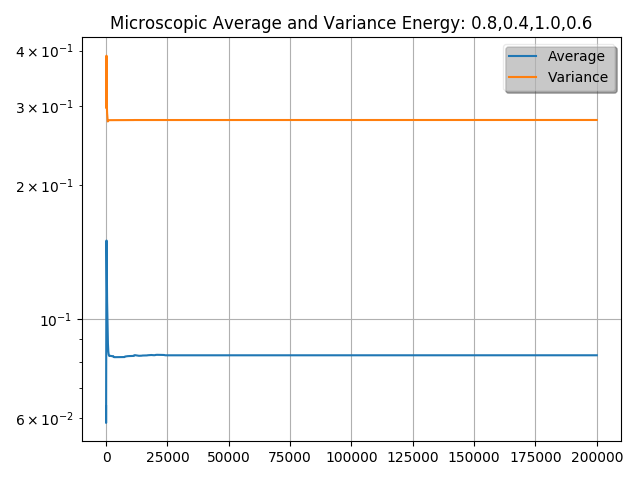 Microscopic Average and Variance Energy: 0.8,0.4,1.0,0.6
4 × 10⁻¹
3 × 10⁻¹
2 × 10⁻¹
10⁻¹
6 × 10⁻²
Average
Variance
0 25000 50000 75000 100000 125000 150000 175000 200000